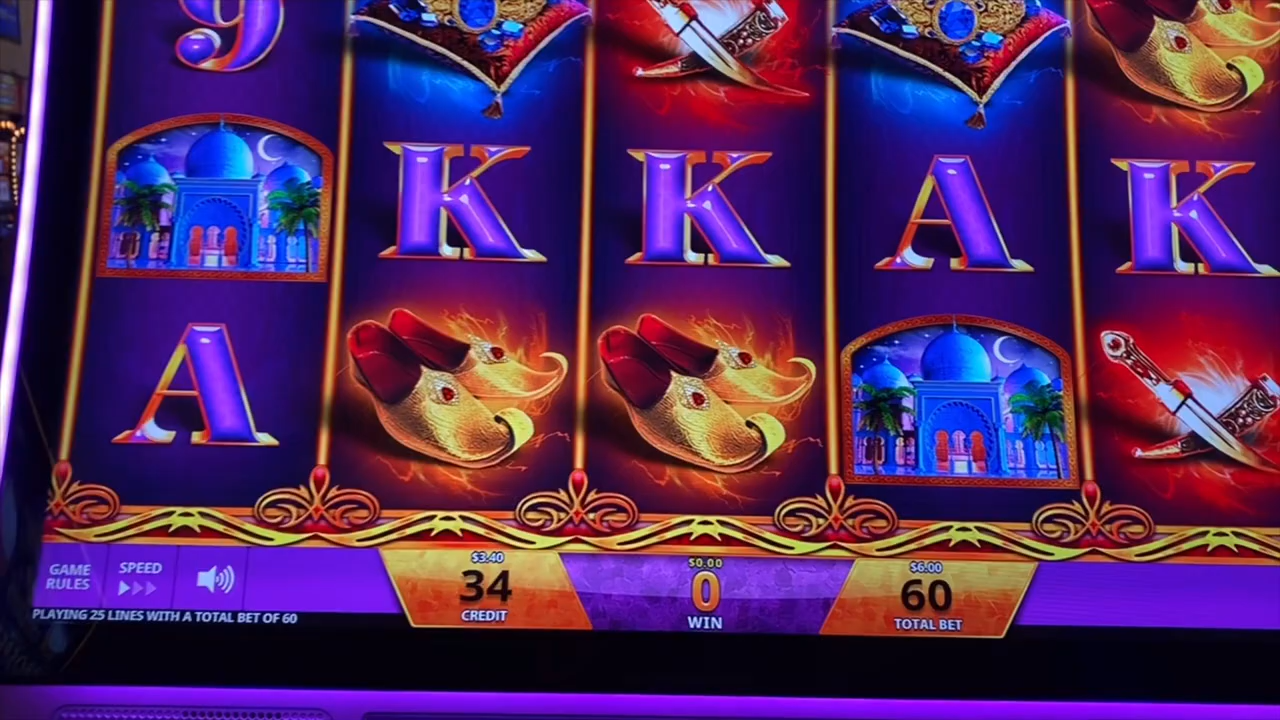 9
K K A K
A
GAME RULES
SPEED
$3.40
34
CREDIT
$0.00
0
WIN
$6.00
60
TOTAL BET
PLAYING 25 LINES WITH A TOTAL BET OF 60